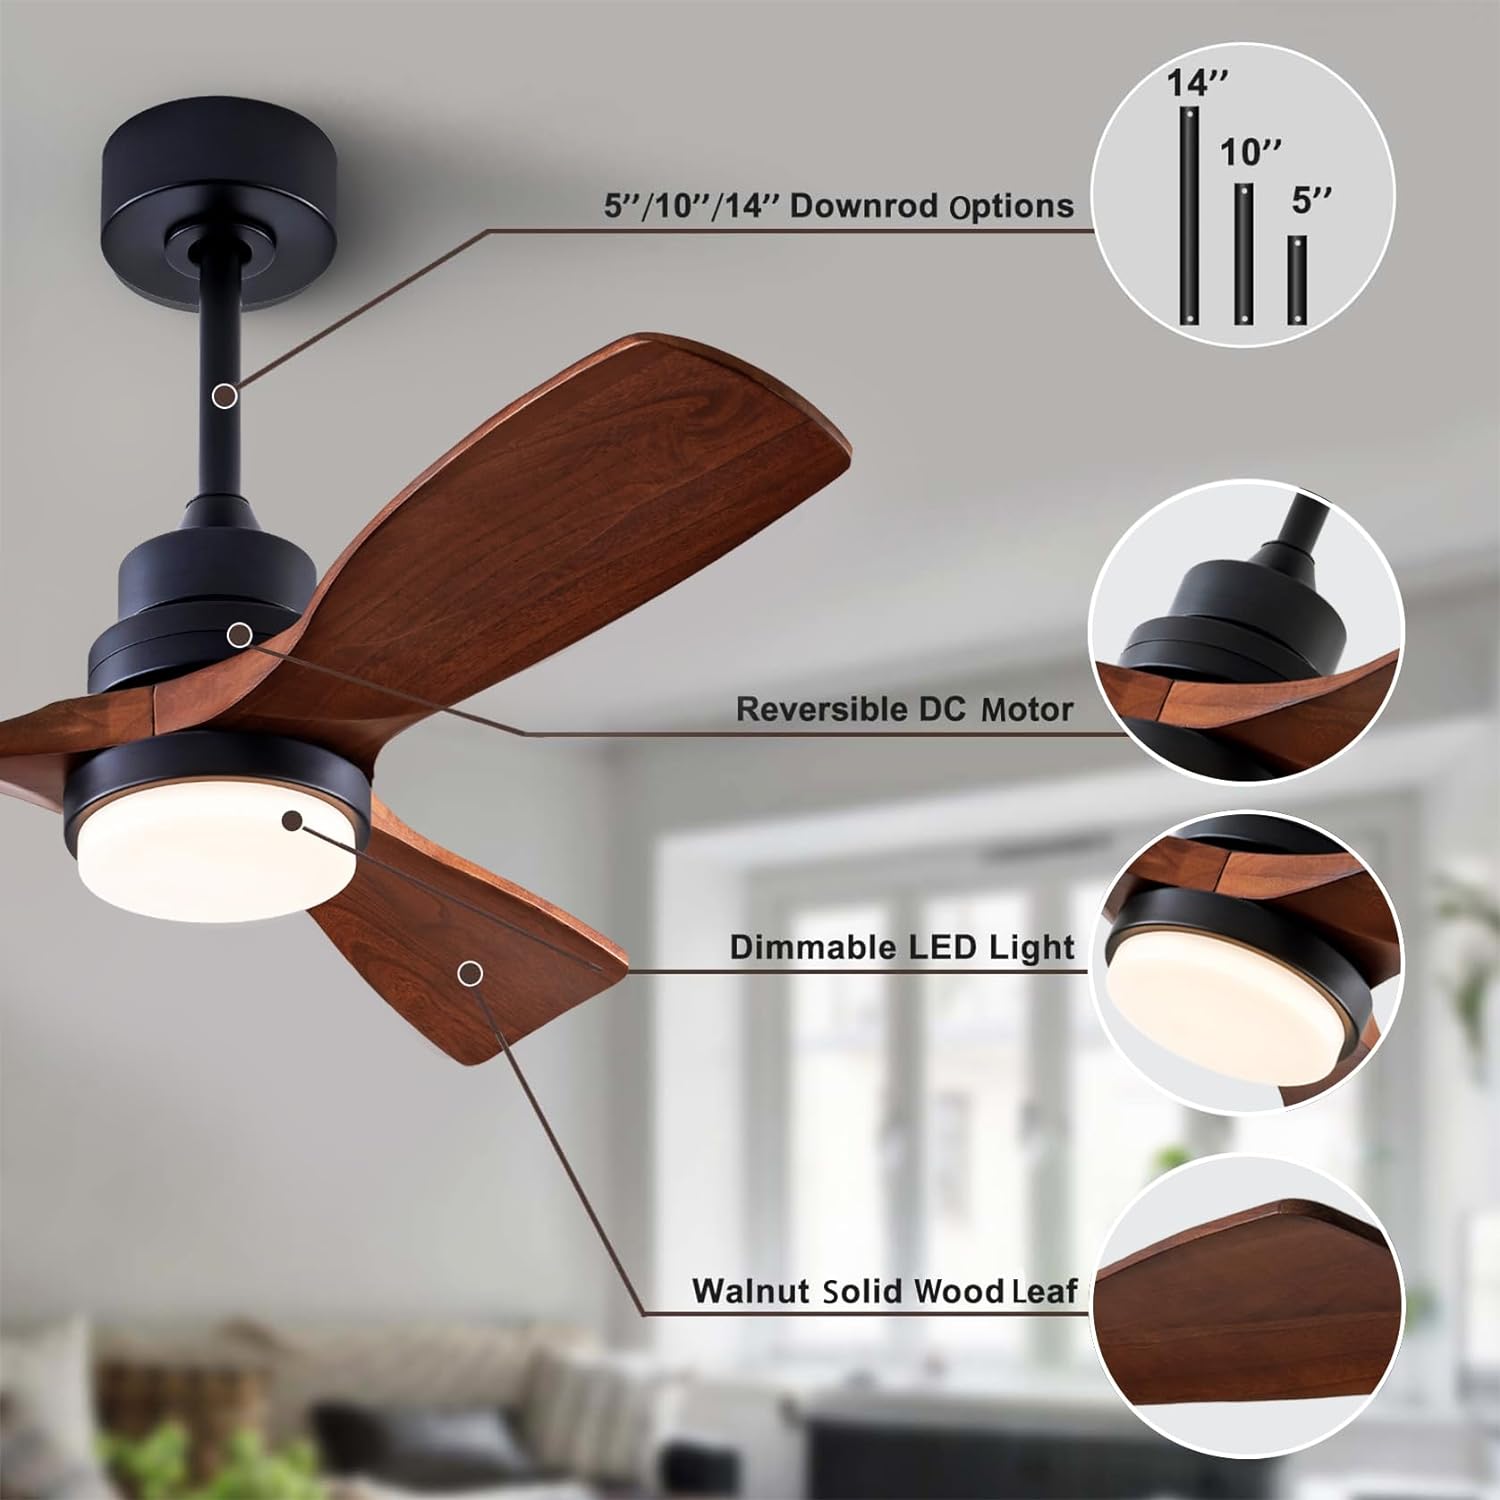 14’’
10’’
5’’
5’’/10’’/14’’ Downrod Options
Reversible DC Motor
Dimmable LED Light
Walnut Solid Wood Leaf